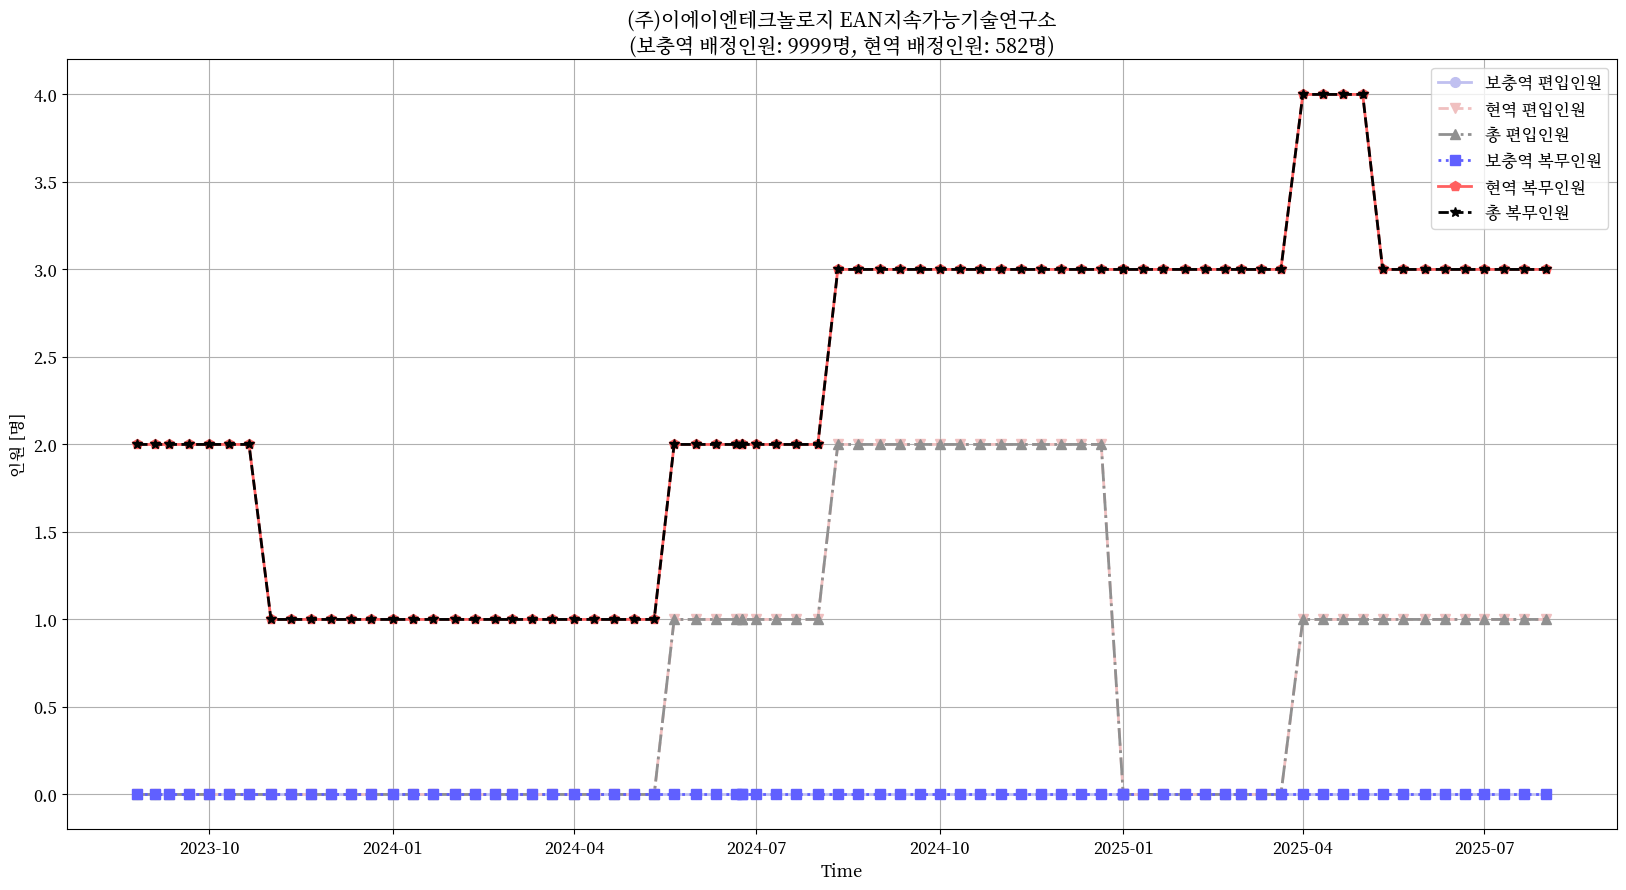 (주)이에이엔테크놀로지 EAN지속가능기술연구소
(보충역 배정인원: 9999명, 현역 배정인원: 582명)
보충역 편입인원
현역 편입인원
총 편입인원
보충역 복무인원
현역 복무인원
총 복무인원
인원 [명]
4.0
3.5
3.0
2.5
2.0
1.5
1.0
0.5
0.0
2023-10 2024-01 2024-04 2024-07 2024-10 2025-01 2025-04 2025-07
Time